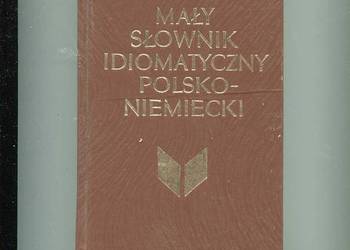 MAŁY
SŁOWNIK
IDIOMATYCZNY
POLSKO-
NIEMIECKI